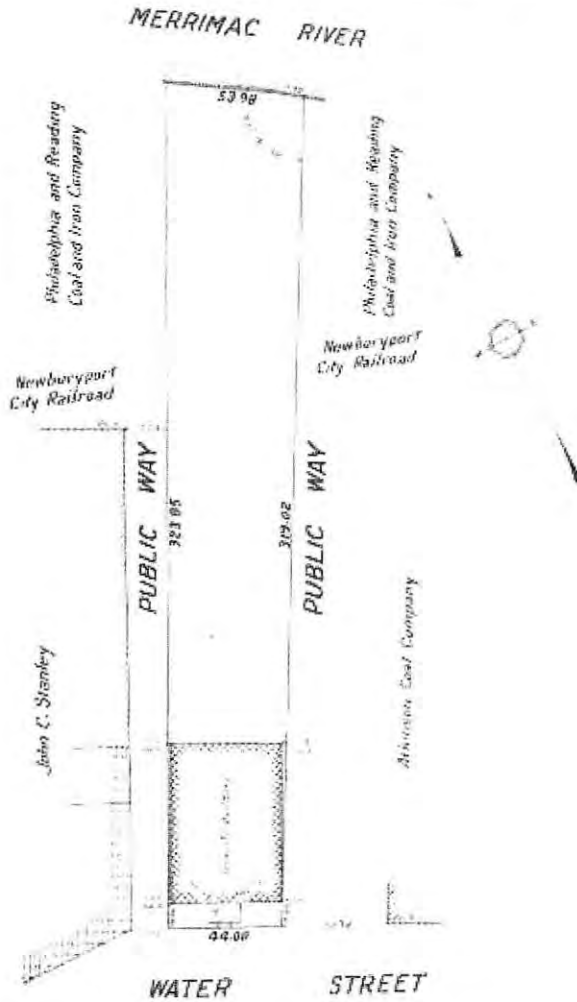 MERRIMAC RIVER
53.98
Philadelphia and Reading
Coal and Iron Company
Philadelphia and Reading
Coal and Iron Company
Newburyport
City Railroad
Newburyport
City Railroad
PUBLIC WAY
323.85
319.02
PUBLIC WAY
John C. Stanley
Atkinson Coal Company
44.00
WATER STREET